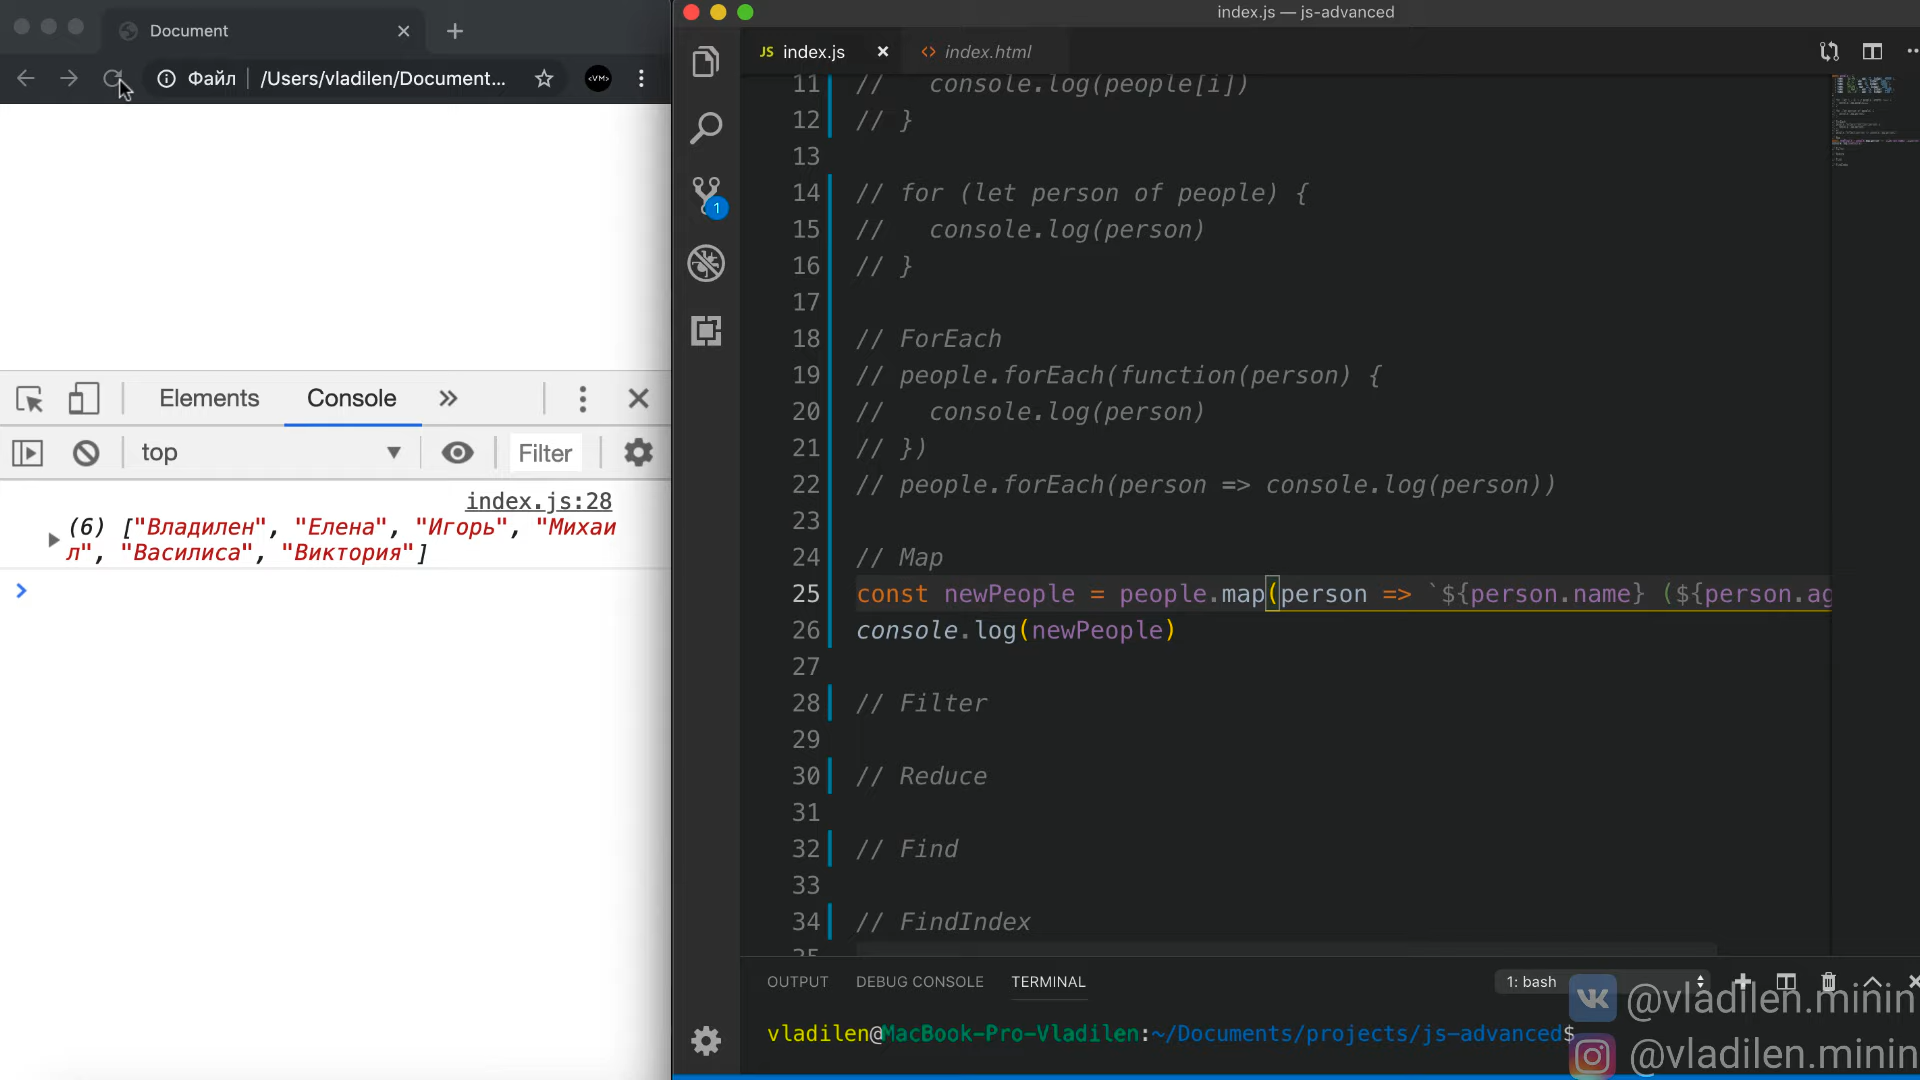 Document
Файл
/Users/vladilen/Document...
<VM>
Elements
Console
top
Filter
index.js:28
(6) ["Владилен", "Елена", "Игорь", "Михаи
л", "Василиса", "Виктория"]
index.js — js-advanced
JS index.js
index.html
1
11 //   console.log(people[i])
12 // }
13
14 // for (let person of people) {
15 //   console.log(person)
16 // }
17
18 // ForEach
19 // people.forEach(function(person) {
20 //   console.log(person)
21 // })
22 // people.forEach(person => console.log(person))
23
24 // Map
25 const newPeople = people.map(person => `${person.name} (${person.ag
26 console.log(newPeople)
27
28 // Filter
29
30 // Reduce
31
32 // Find
33
34 // FindIndex
35
OUTPUT
DEBUG CONSOLE
TERMINAL
1: bash
vladilen@MacBook-Pro-Vladilen:~/Documents/projects/js-advanced$
@vladilen.minin
@vladilen.minin